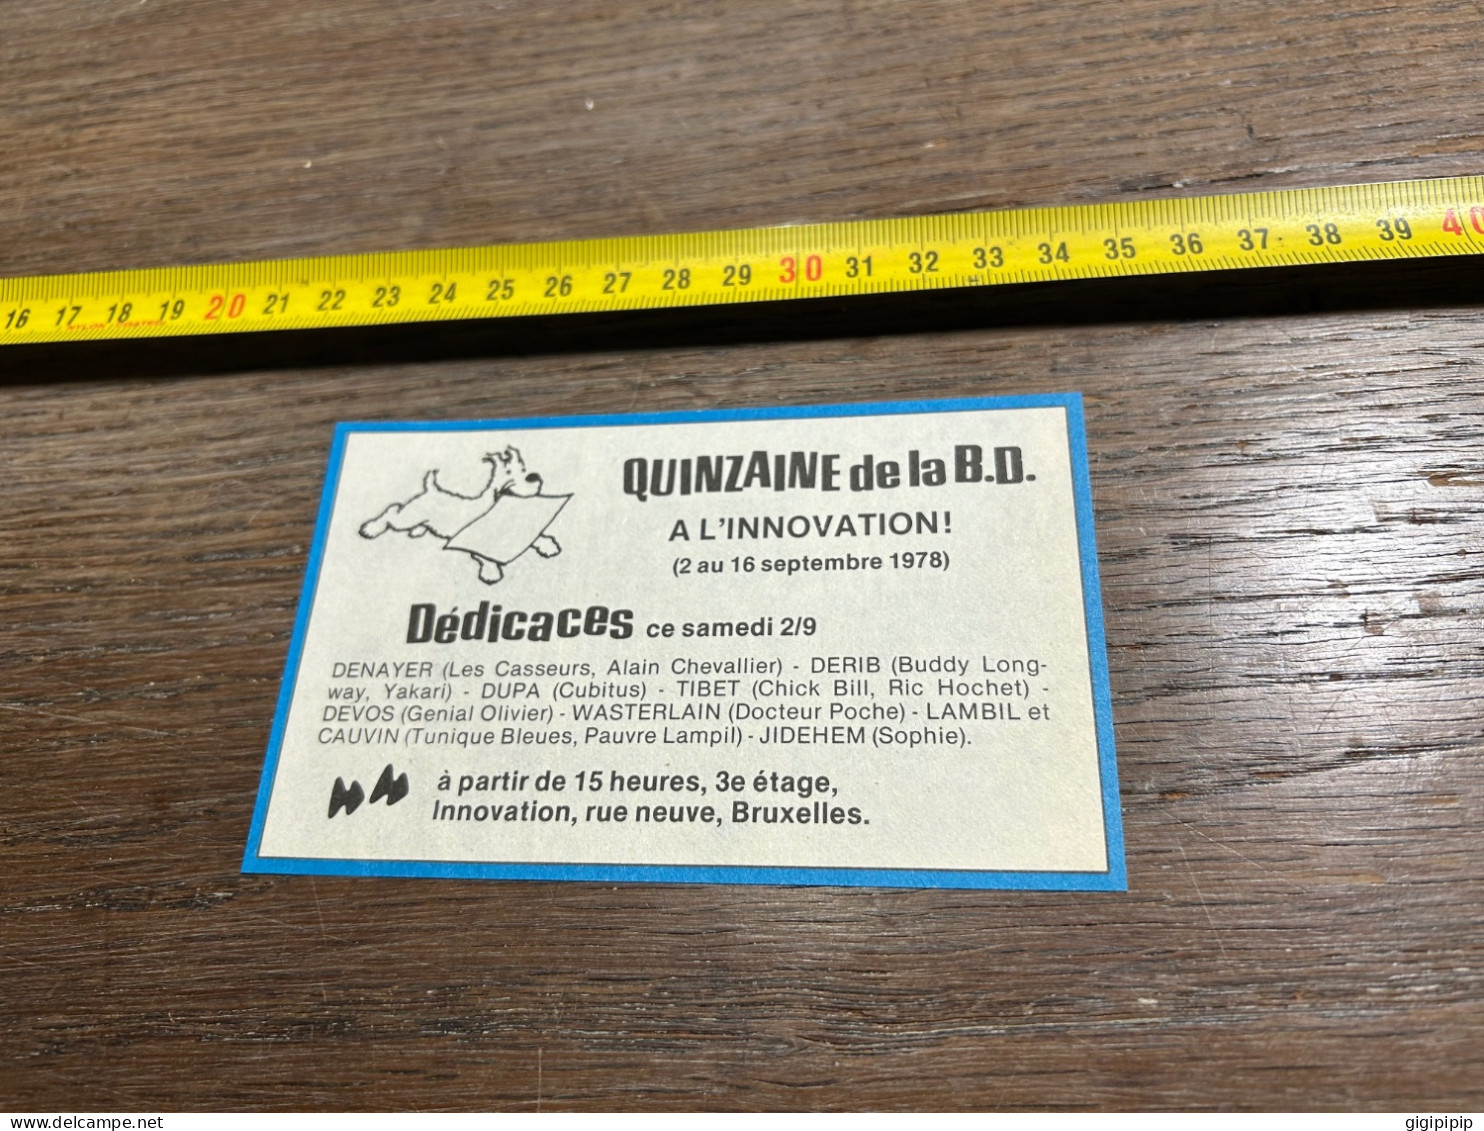 16 17 18 19 20 21 22 23 24 25 26 27 28 29 30 31 32 33 34 35 36 37 38 39 40
QUINZAINE de la B.D.
A L'INNOVATION!
(2 au 16 septembre 1978)
Dédicaces ce samedi 2/9
DENAYER (Les Casseurs, Alain Chevallier) - DERIB (Buddy Long-
way, Yakari) - DUPA (Cubitus) - TIBET (Chick Bill, Ric Hochet) -
DEVOS (Genial Olivier) - WASTERLAIN (Docteur Poche) - LAMBIL et
CAUVIN (Tunique Bleues, Pauvre Lampil) - JIDEHEM (Sophie).
à partir de 15 heures, 3e étage,
Innovation, rue neuve, Bruxelles.
gigipipip